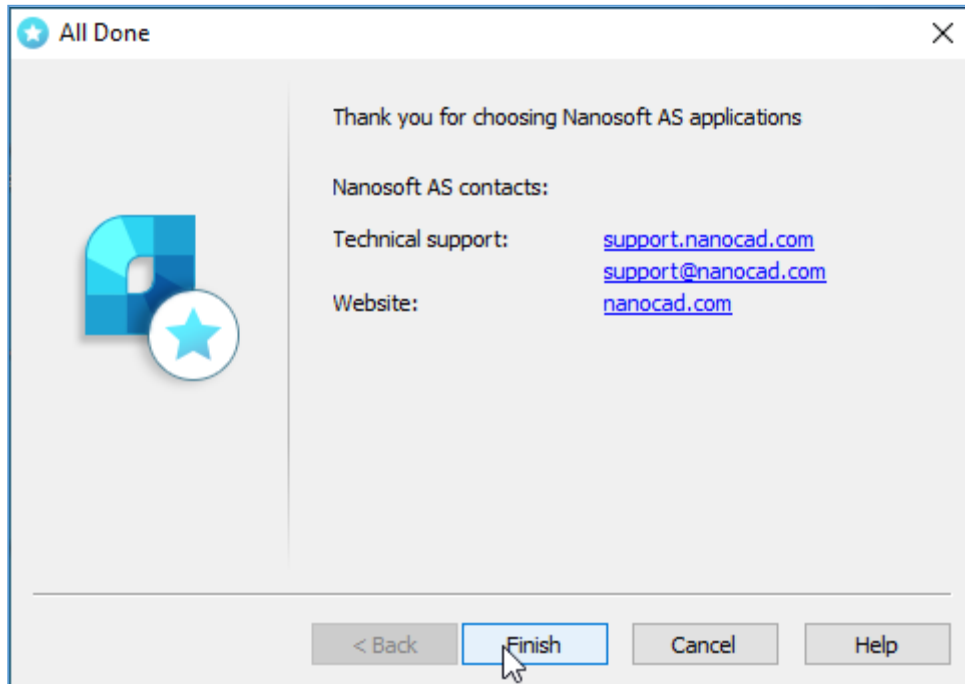 All Done
Thank you for choosing Nanosoft AS applications
Nanosoft AS contacts:
Technical support: support.nanocad.com
support@nanocad.com
Website: nanocad.com
< Back Finish Cancel Help